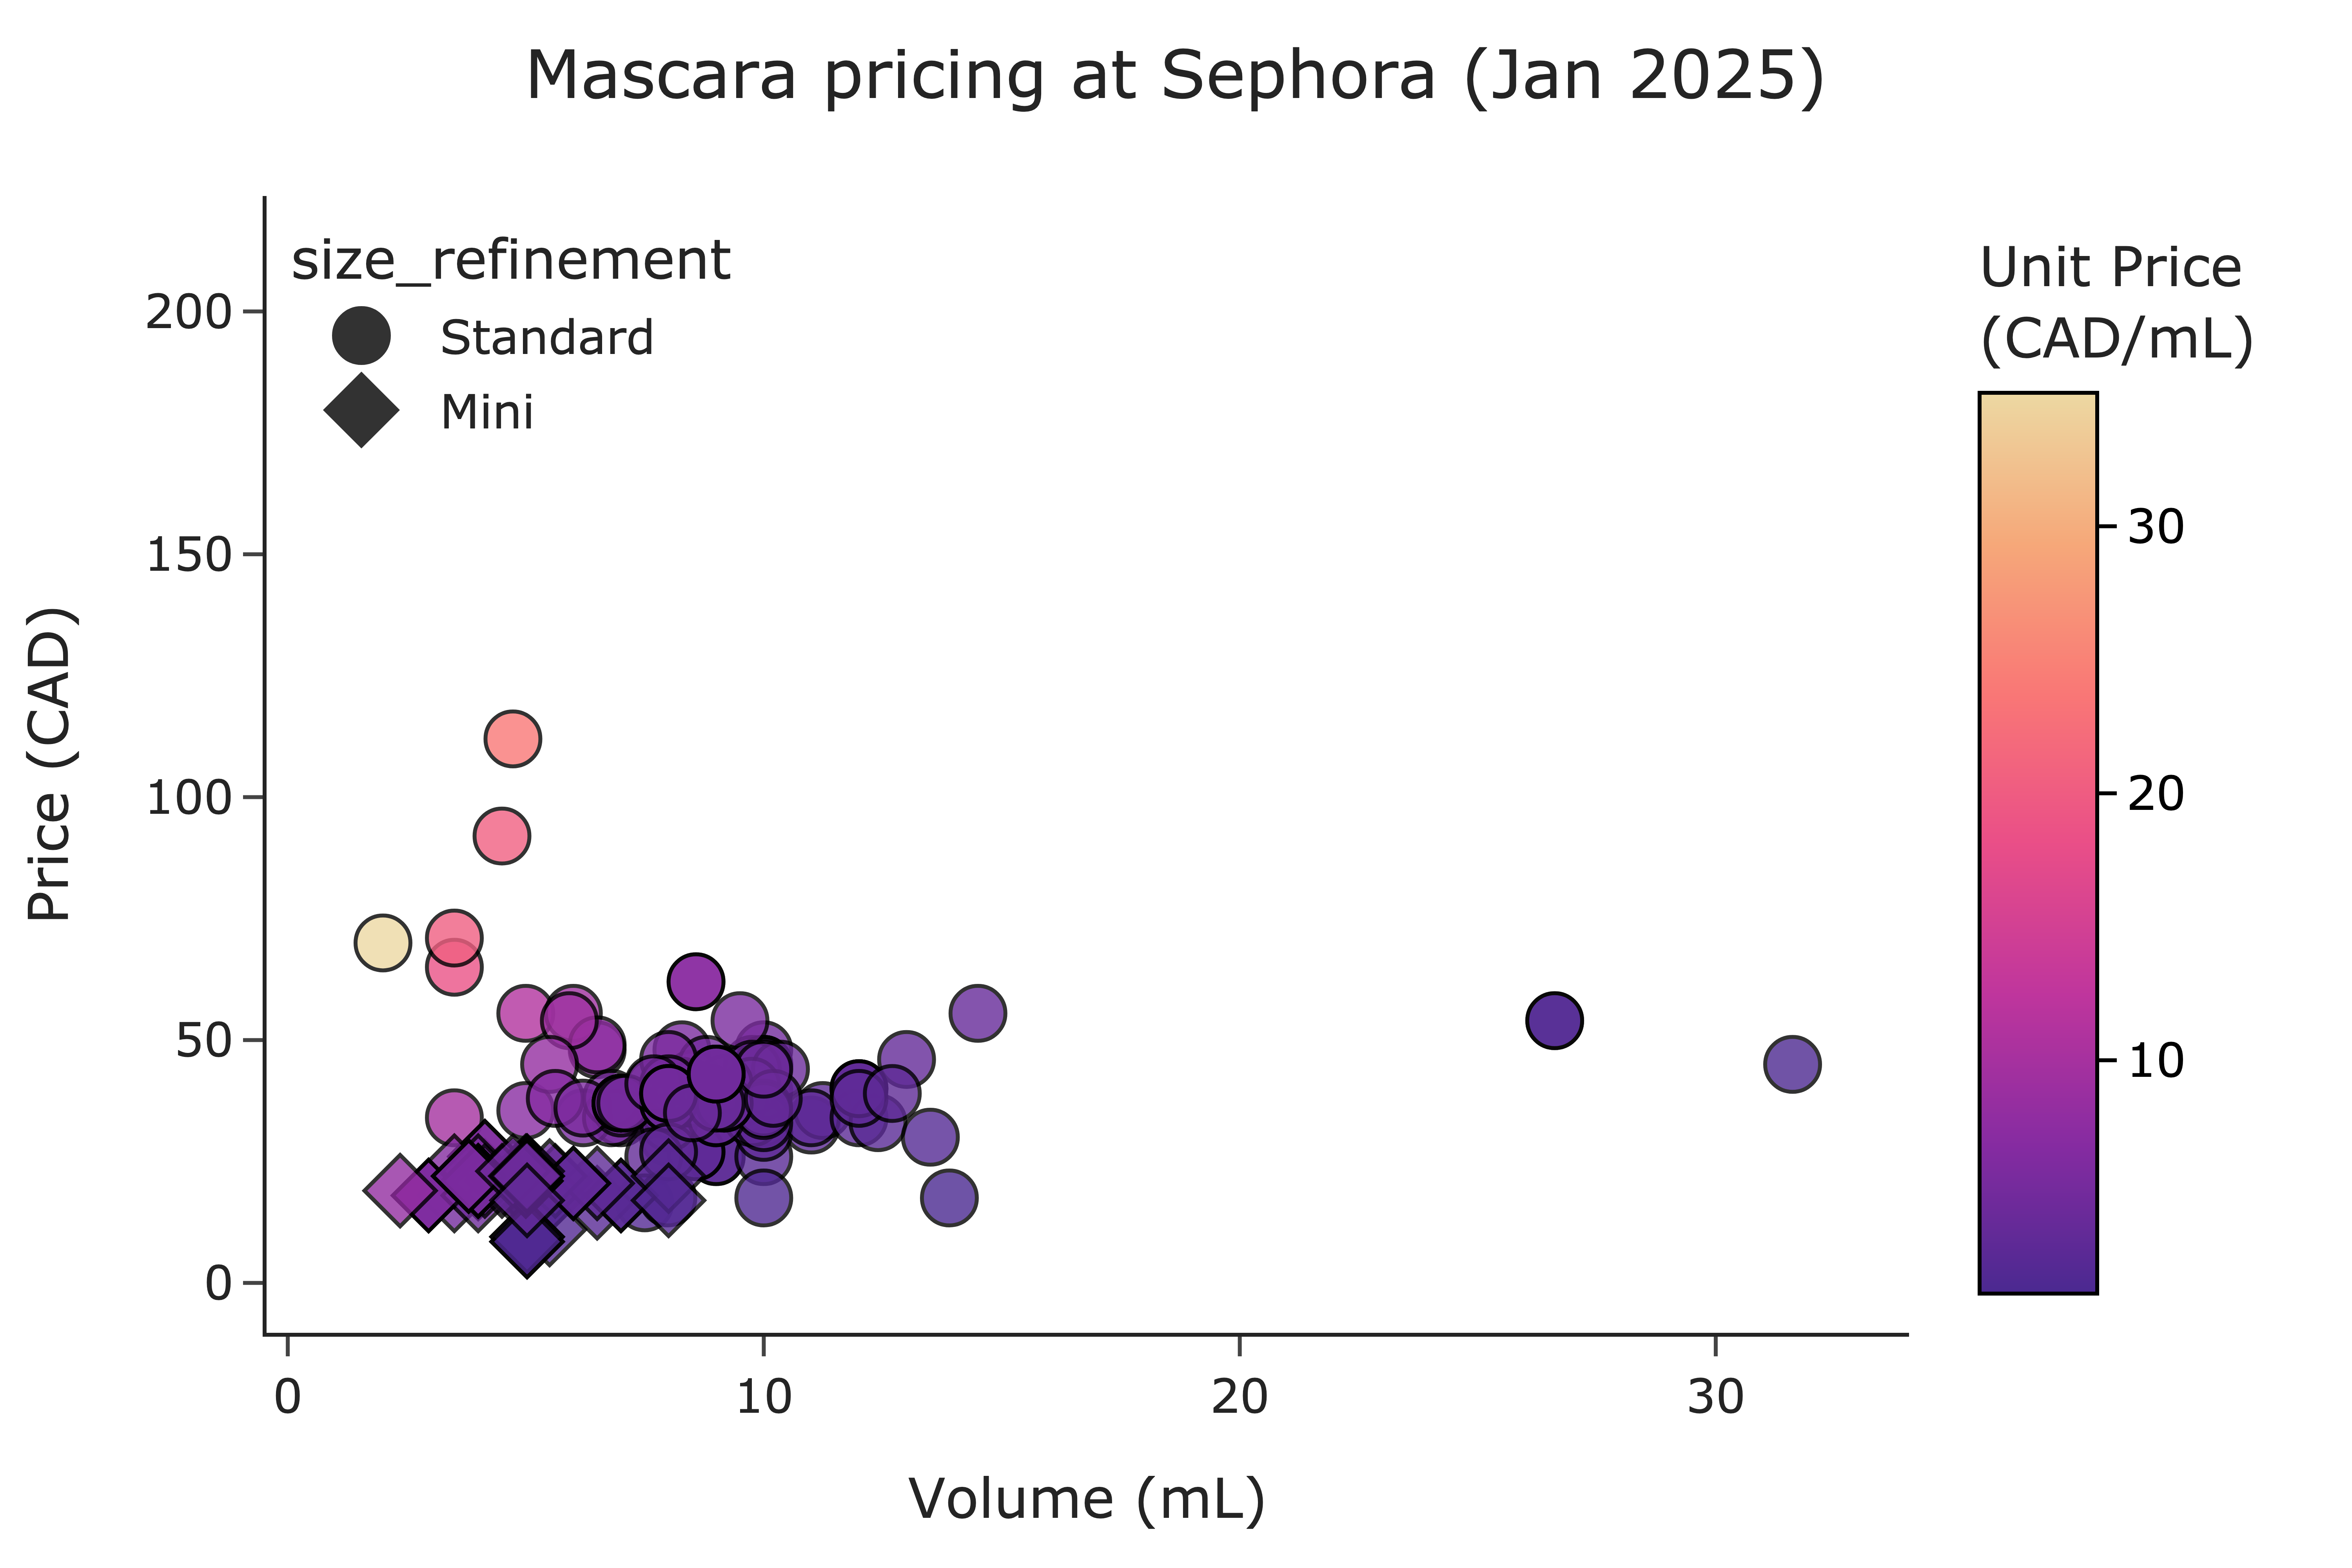 Mascara pricing at Sephora (Jan 2025)
size_refinement
Standard
Mini
Unit Price
(CAD/mL)
200
150
100
50
0
Price (CAD)
30
20
10
0
10
20
30
Volume (mL)